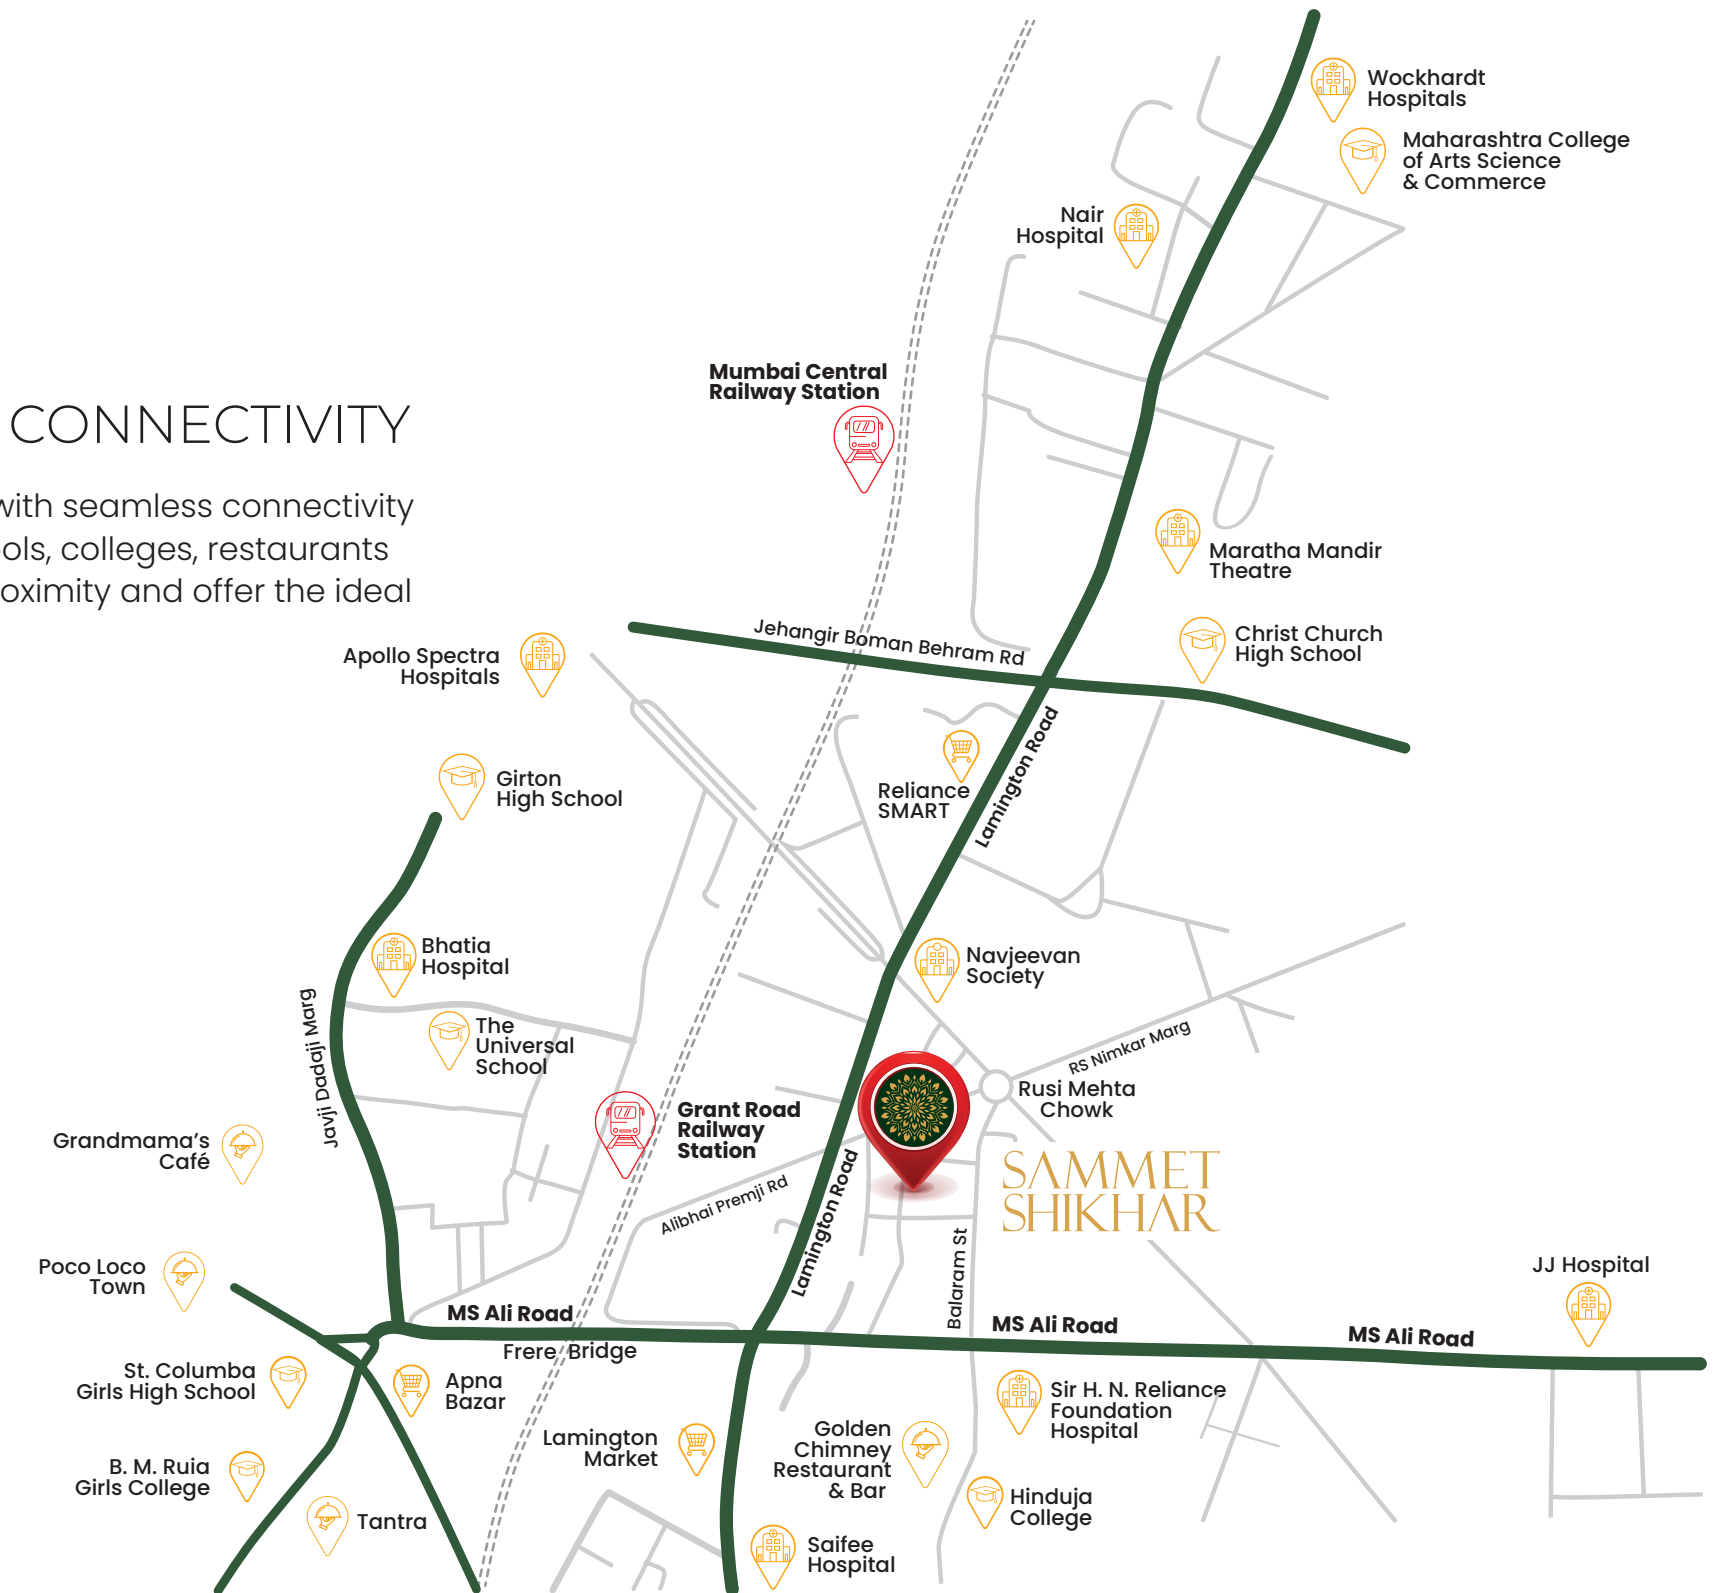 Wockhardt
Hospitals
Maharashtra College
of Arts Science
& Commerce
Nair
Hospital
Mumbai Central
Railway Station
CONNECTIVITY
with seamless connectivity
ols, colleges, restaurants
oximity and offer the ideal
Maratha Mandir
Theatre
Jehangir Boman Behram Rd
Christ Church
High School
Apollo Spectra
Hospitals
Lamington Road
Reliance
SMART
Girton
High School
Bhatia
Hospital
Navjeevan
Society
Javji Dadaji Marg
The
Universal
School
RS Nimkar Marg
Rusi Mehta
Chowk
Grant Road
Railway
Station
Grandmama's
Café
Alibhai Premji Rd
Lamington Road
SAMMET
SHIKHAR
Balaram St
Poco Loco
Town
JJ Hospital
MS Ali Road
MS Ali Road
MS Ali Road
Frere Bridge
St. Columba
Girls High School
Apna
Bazar
Sir H. N. Reliance
Foundation
Hospital
Lamington
Market
Golden
Chimney
Restaurant
& Bar
B. M. Ruia
Girls College
Hinduja
College
Tantra
Saifee
Hospital